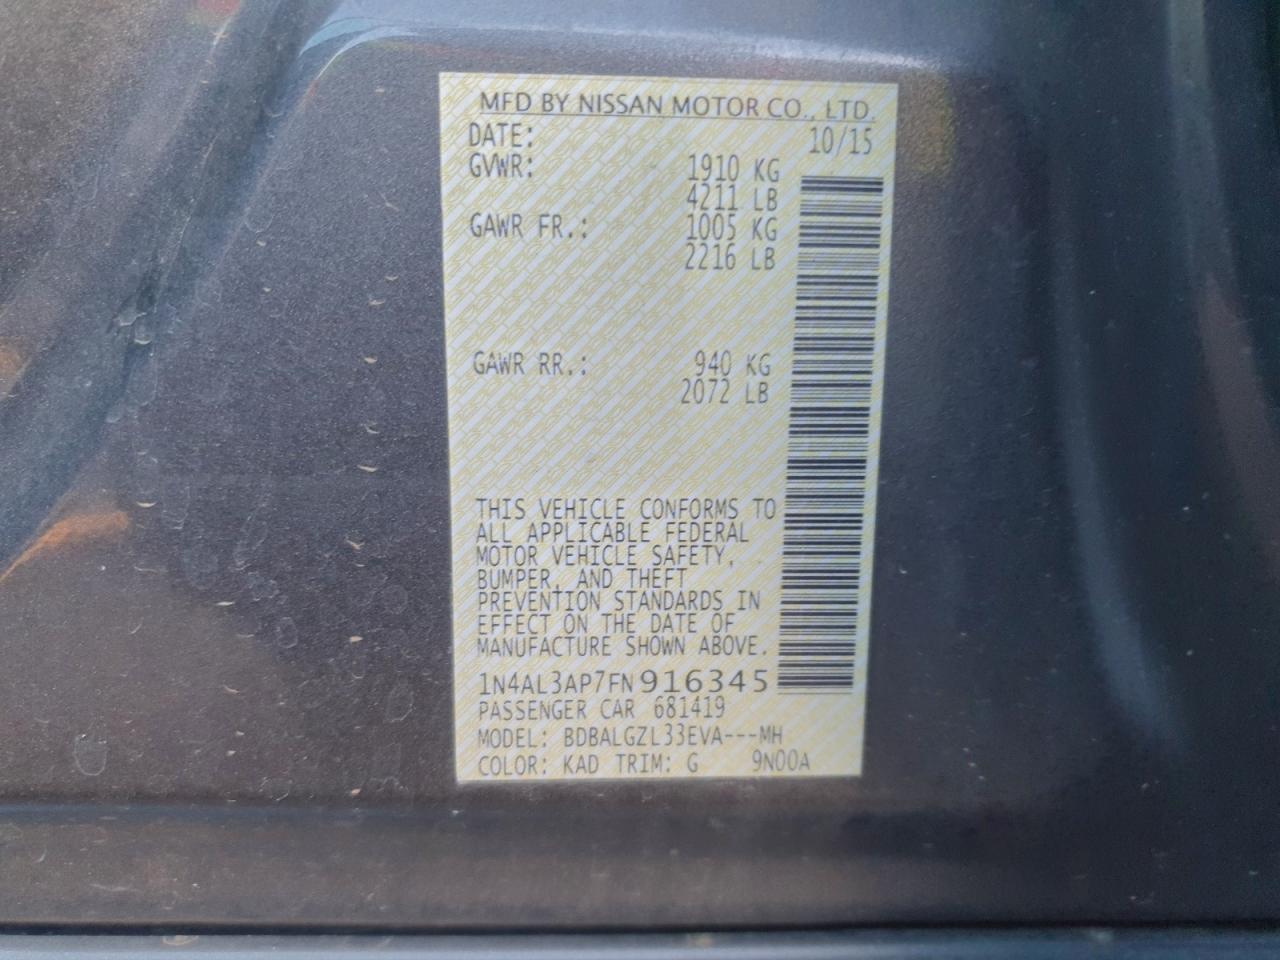 MFD BY NISSAN MOTOR CO., LTD.
DATE: 10/15
GVWR: 1910 KG
4211 LB
GAWR FR.: 1005 KG
2216 LB
GAWR RR.: 940 KG
2072 LB
THIS VEHICLE CONFORMS TO
ALL APPLICABLE FEDERAL
MOTOR VEHICLE SAFETY,
BUMPER, AND THEFT
PREVENTION STANDARDS IN
EFFECT ON THE DATE OF
MANUFACTURE SHOWN ABOVE.
1N4AL3AP7FN916345
PASSENGER CAR 681419
MODEL: BDBALGZL33EVA---MH
COLOR: KAD TRIM: G 9N00A